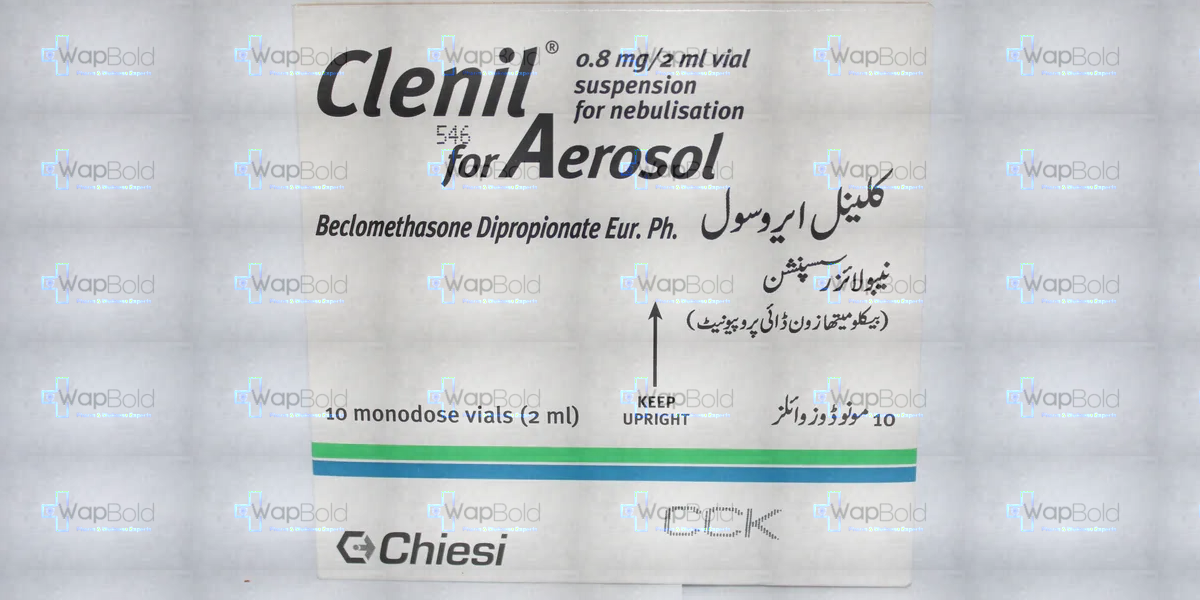 Clenil®
0.8 mg/2 ml vial
suspension
for nebulisation
546
for Aerosol
کلینل ایروسول
Beclomethasone Dipropionate Eur. Ph.
نیبولائزر سسپنشن
(بیکلومیتھازون ڈائی پروپیونیٹ)
KEEP
UPRIGHT
10 monodose vials (2 ml)
10 مونوڈوز وائلز
CCK
Chiesi
WapBold